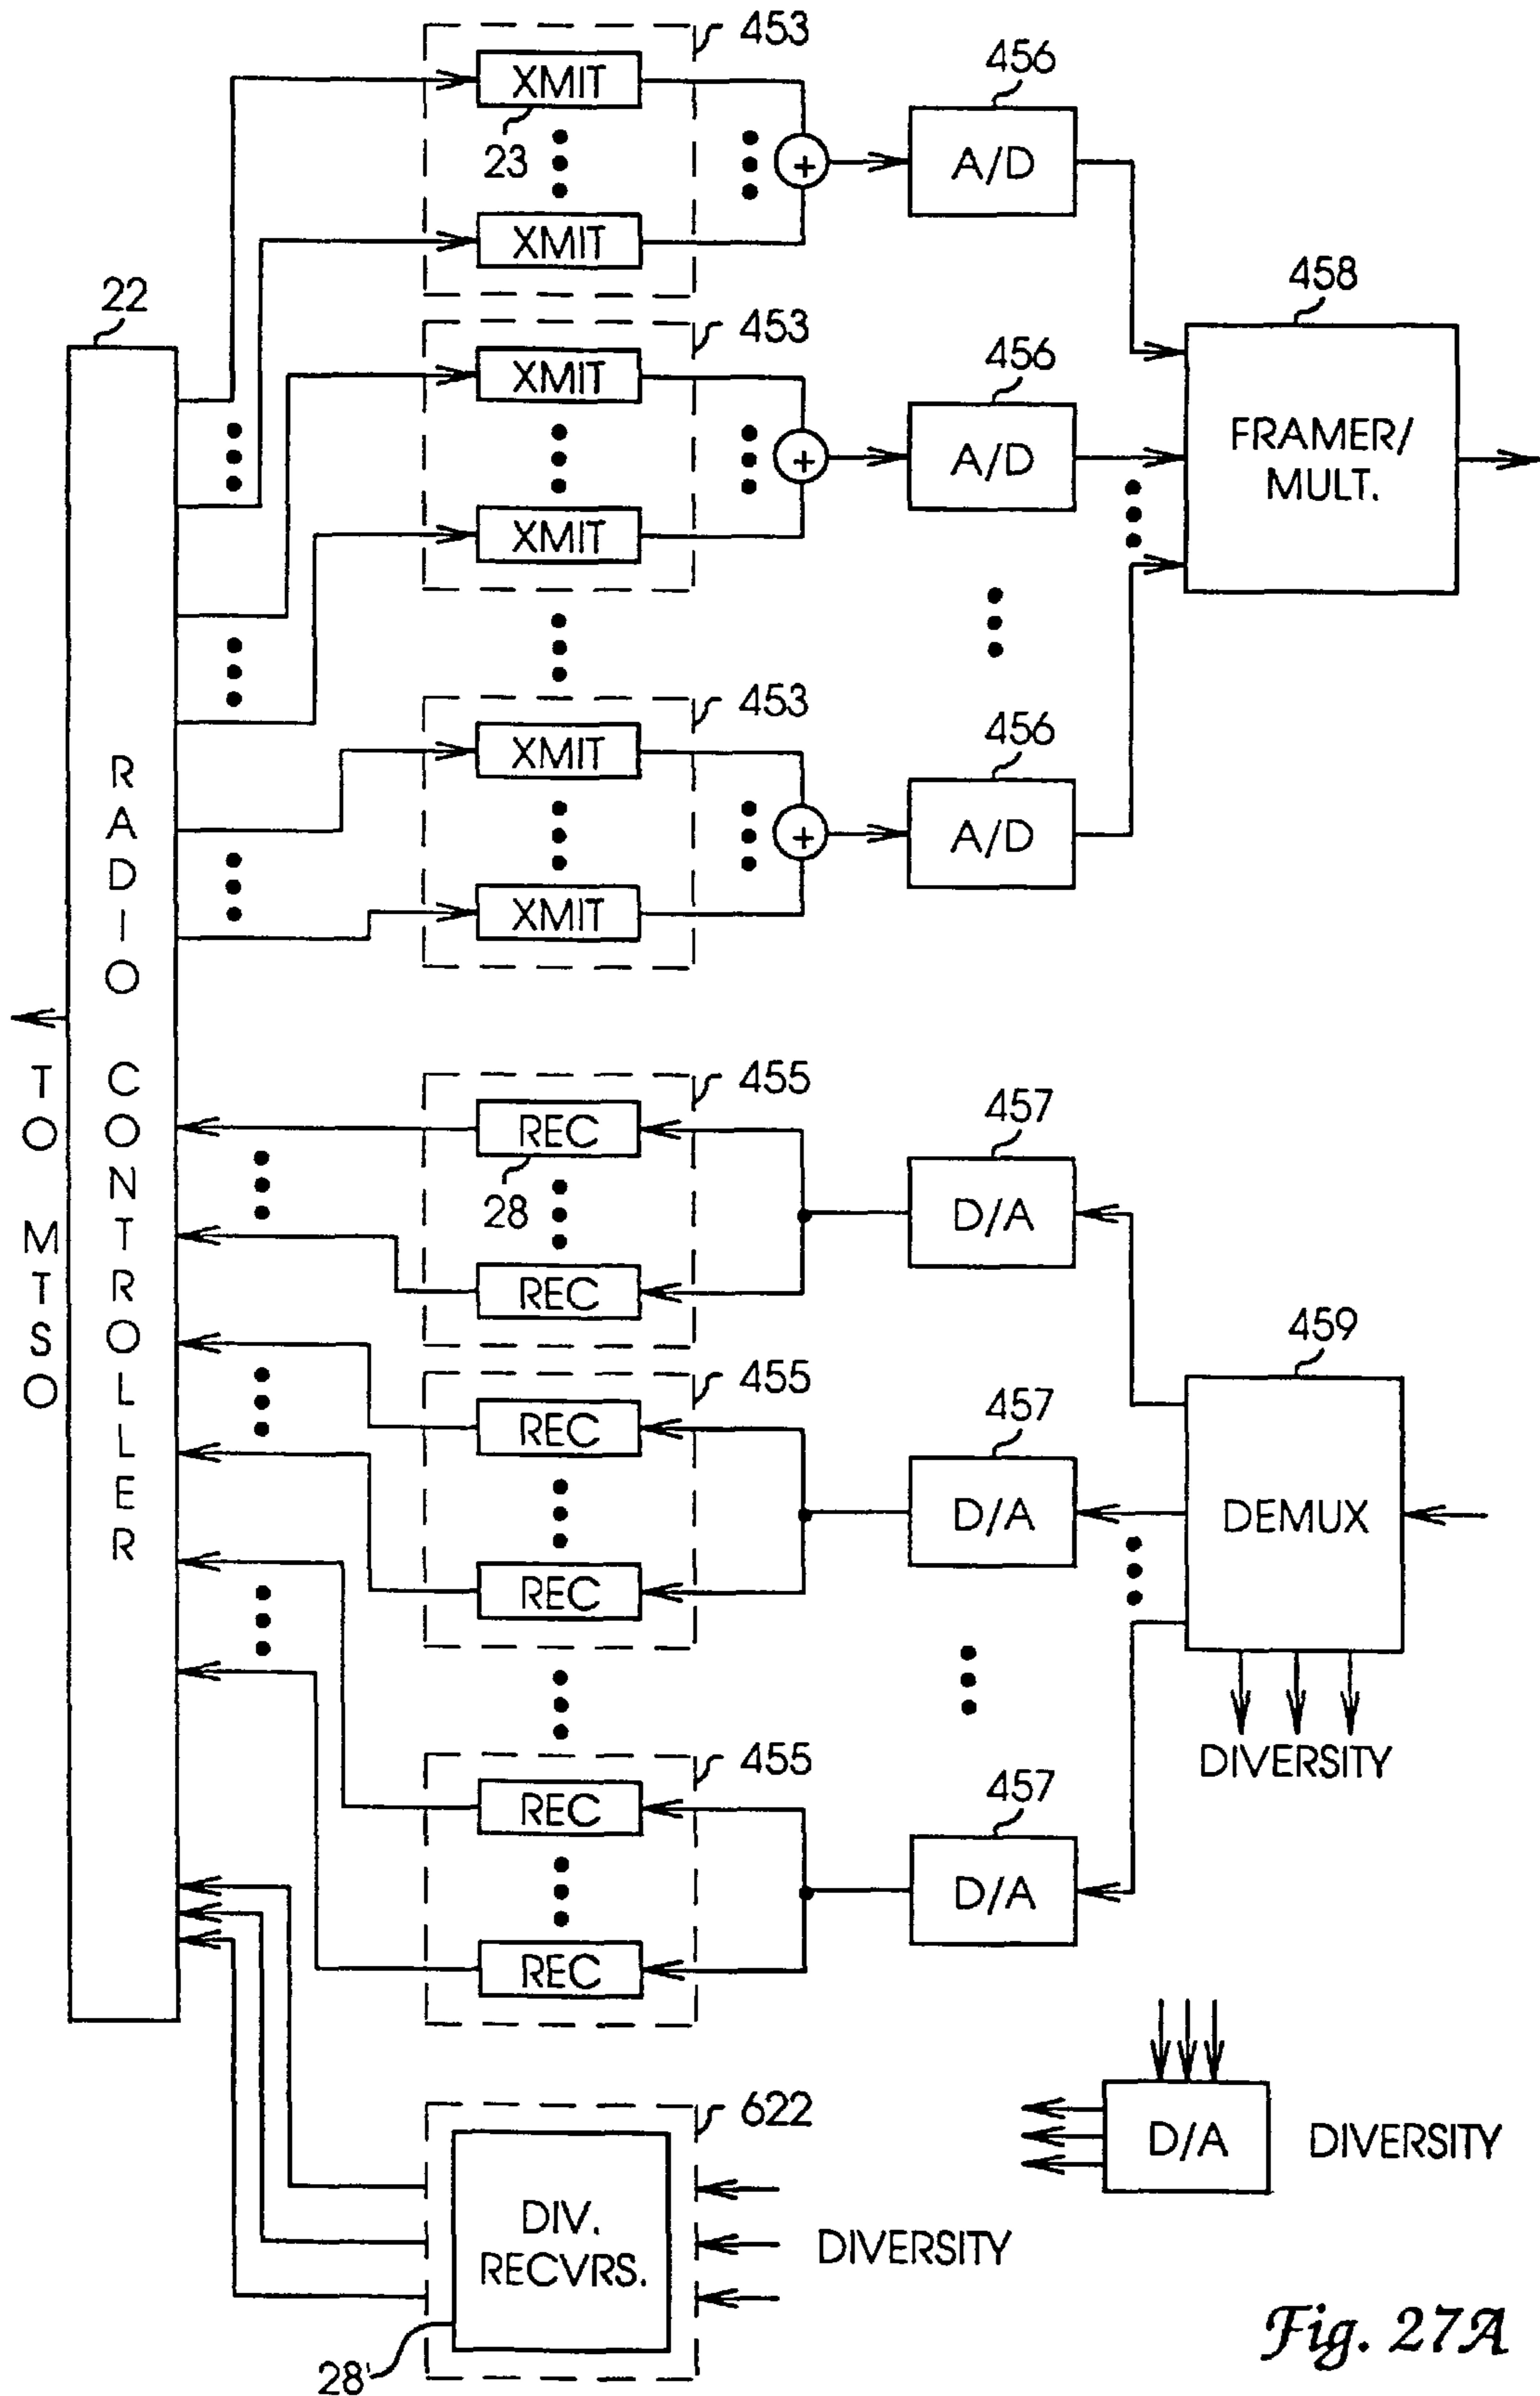 453
XMIT
23
XMIT
456
A/D
453
XMIT
XMIT
456
A/D
458
FRAMER/
MULT.
22
RADIO CONTROLLER
TO MTSO
453
XMIT
XMIT
456
A/D
455
REC
28
REC
457
D/A
455
REC
REC
457
D/A
459
DEMUX
DIVERSITY
455
REC
REC
457
D/A
622
DIV.
RECVRS.
28'
DIVERSITY
D/A
DIVERSITY
Fig. 27A